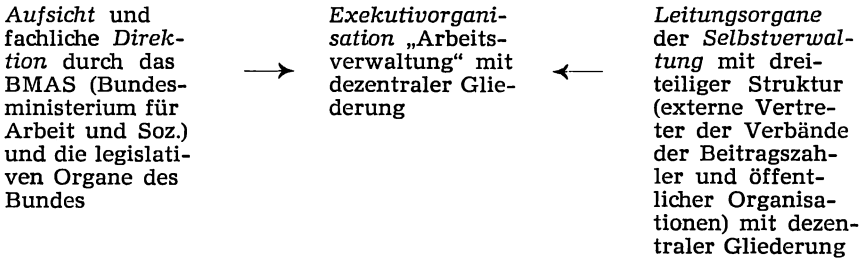 Aufsicht und
fachliche Direk-
tion durch das
BMAS (Bundes-
ministerium für
Arbeit und Soz.)
und die legislati-
ven Organe des
Bundes
→
Exekutivorgani-
sation „Arbeits-
verwaltung“ mit
dezentraler Glie-
derung
←
Leitungsorgane
der Selbstverwal-
tung mit drei-
teiliger Struktur
(externe Vertre-
ter der Verbände
der Beitragszah-
ler und öffent-
licher Organisa-
tionen) mit dezen-
traler Gliederung